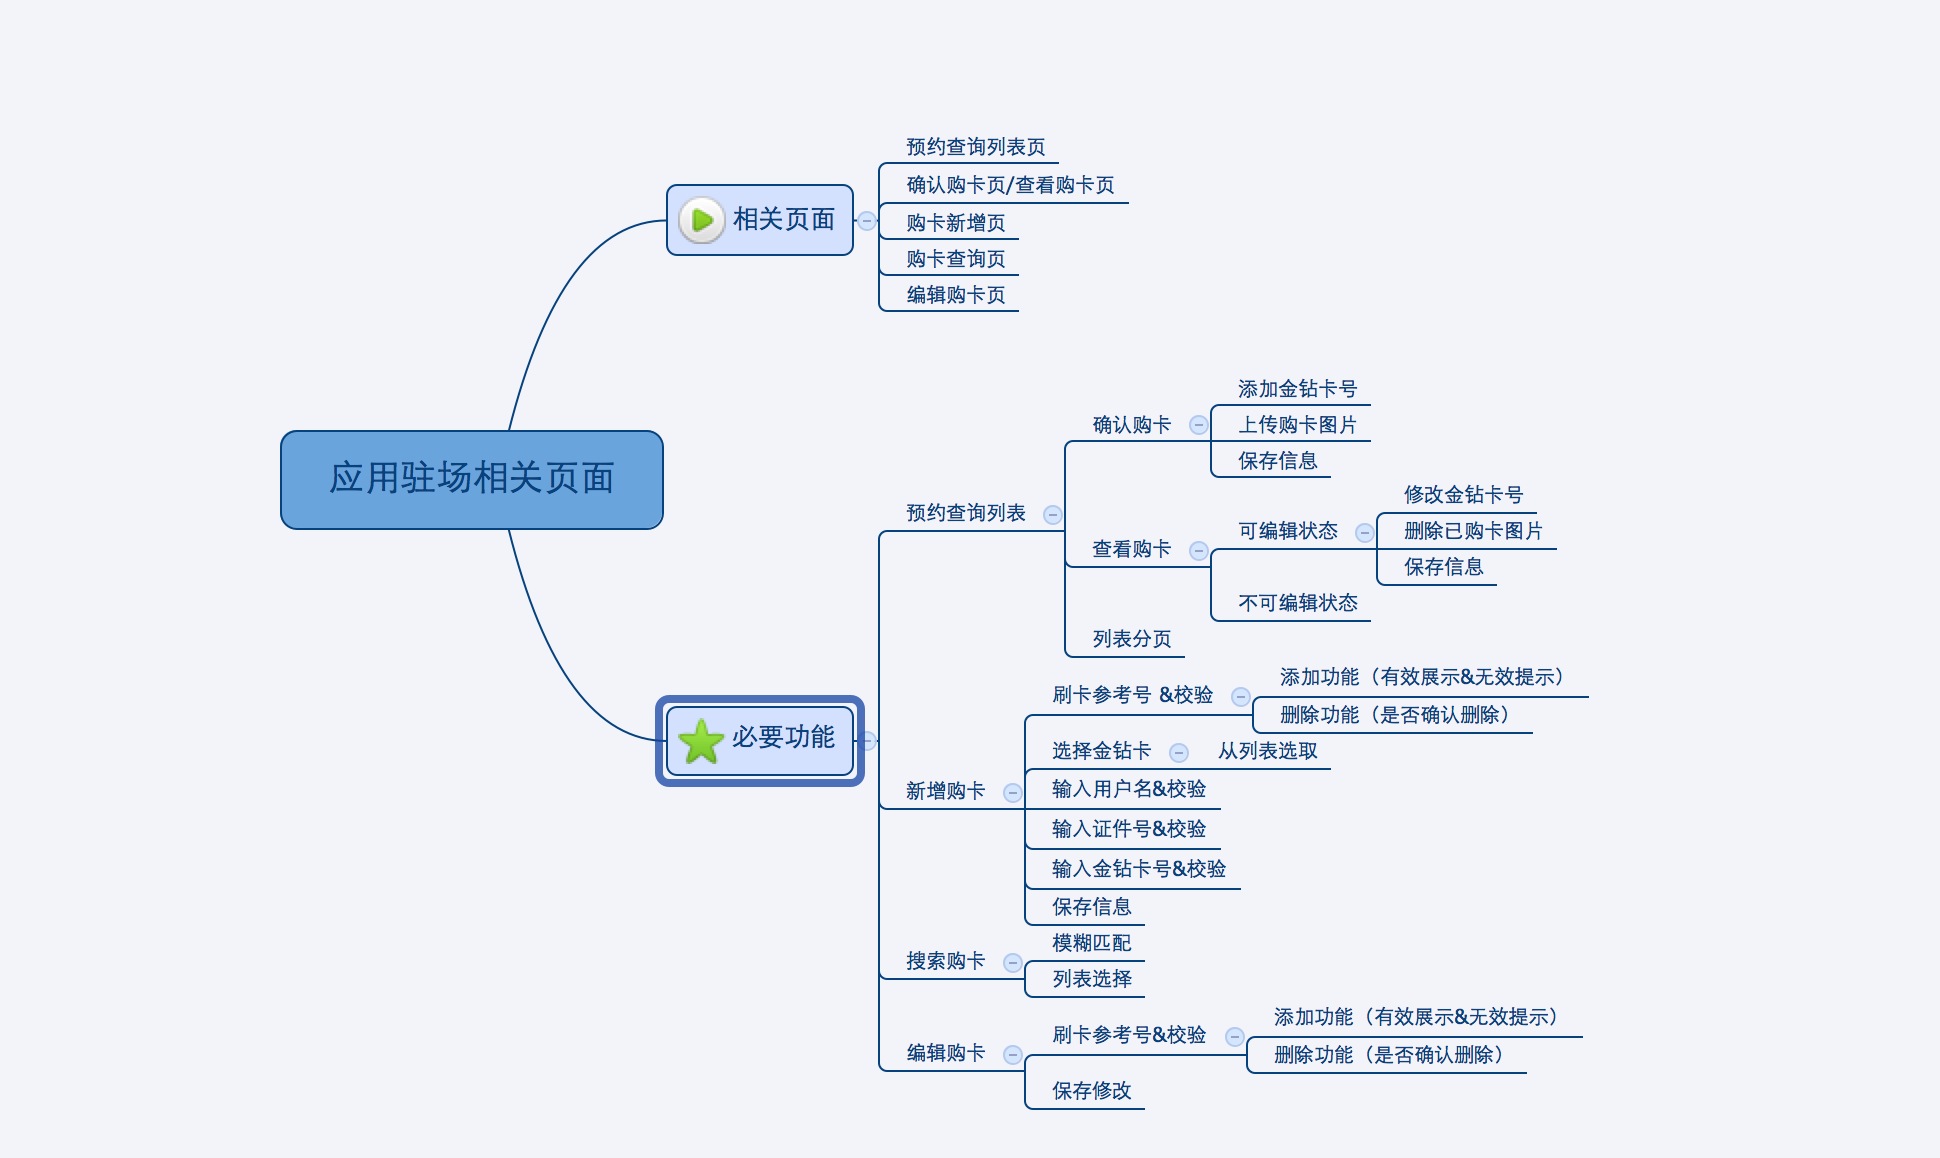 应用驻场相关页面
相关页面
预约查询列表页
确认购卡页/查看购卡页
购卡新增页
购卡查询页
编辑购卡页
必要功能
预约查询列表
确认购卡
添加金钻卡号
上传购卡图片
保存信息
查看购卡
可编辑状态
修改金钻卡号
删除已购卡图片
保存信息
不可编辑状态
列表分页
新增购卡
刷卡参考号 &校验
添加功能（有效展示&无效提示）
删除功能（是否确认删除）
选择金钻卡
从列表选取
输入用户名&校验
输入证件号&校验
输入金钻卡号&校验
保存信息
搜索购卡
模糊匹配
列表选择
编辑购卡
刷卡参考号&校验
添加功能（有效展示&无效提示）
删除功能（是否确认删除）
保存修改